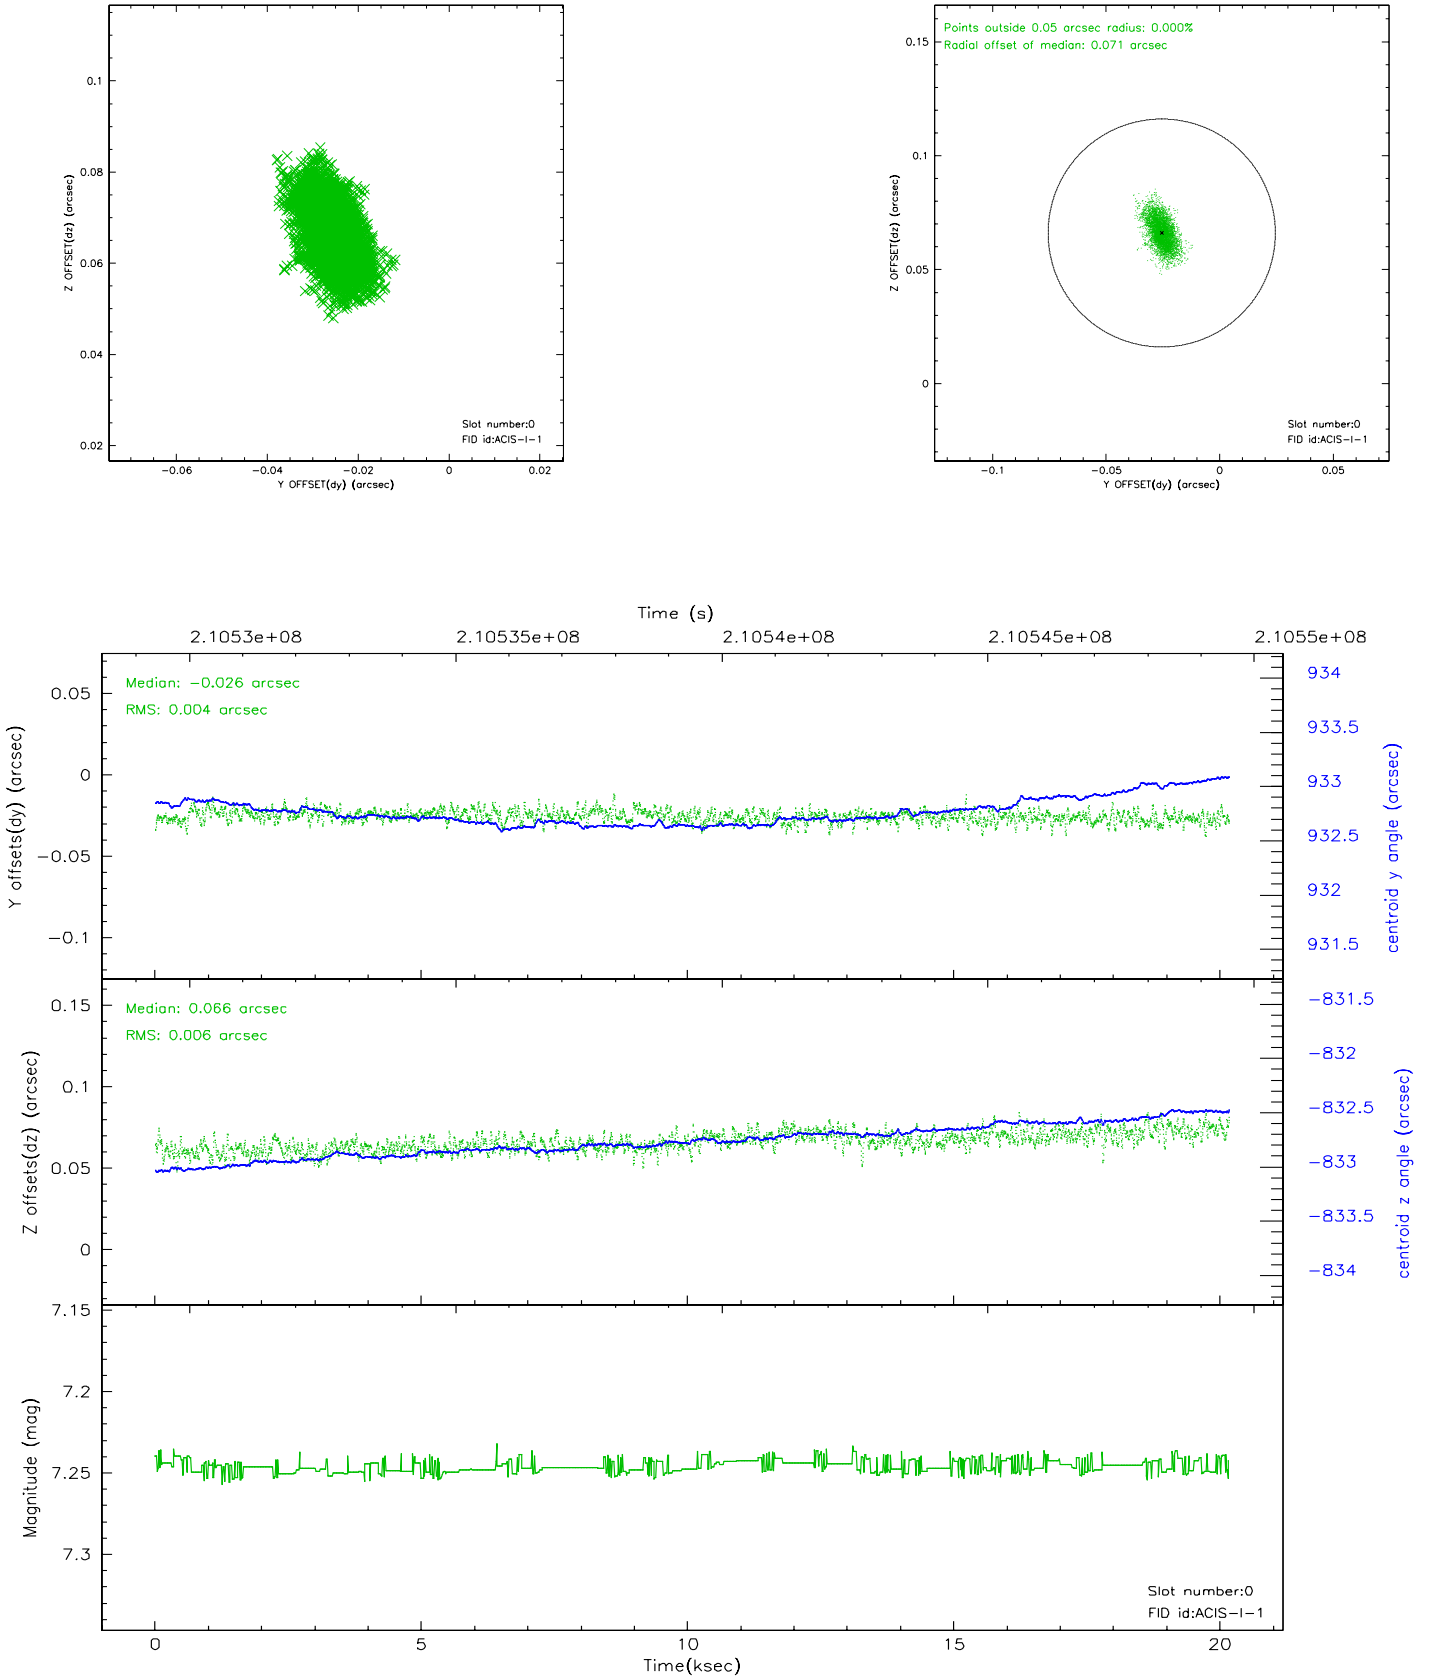 0.1
0.08
0.06
0.04
0.02
Z OFFSET(dz) (arcsec)
Slot number:0
FID id:ACIS-I-1
-0.06 -0.04 -0.02 0 0.02
Y OFFSET(dy) (arcsec)
Points outside 0.05 arcsec radius: 0.000%
Radial offset of median: 0.071 arcsec
0.15
0.1
0.05
0
Z OFFSET(dz) (arcsec)
Slot number:0
FID id:ACIS-I-1
-0.1 -0.05 0 0.05
Y OFFSET(dy) (arcsec)
Time (s)
2.1053e+08 2.10535e+08 2.1054e+08 2.10545e+08 2.1055e+08
Median: -0.026 arcsec
RMS: 0.004 arcsec
0.05
0
-0.05
-0.1
Y offsets(dy) (arcsec)
934
933.5
933
932.5
932
931.5
centroid y angle (arcsec)
Median: 0.066 arcsec
RMS: 0.006 arcsec
0.15
0.1
0.05
0
Z offsets(dz) (arcsec)
-831.5
-832
-832.5
-833
-833.5
-834
centroid z angle (arcsec)
7.15
7.2
7.25
7.3
Magnitude (mag)
Slot number:0
FID id:ACIS-I-1
0 5 10 15 20
Time(ksec)